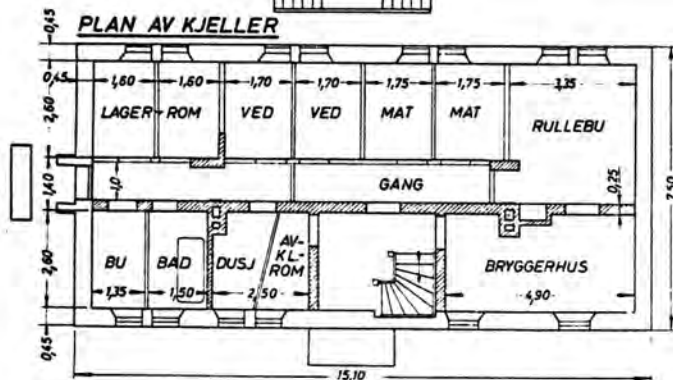 PLAN AV KJELLER
0,45
0,45
1,60 1,60 1,70 1,70 1,75 1,75 3,35
2,60
LAGER-ROM VED VED MAT MAT
RULLEBU
1,40
1,0
GANG
0,25
7,50
2,60
BU BAD DUSJ AV-KL-ROM
BRYGGERHUS
1,35 1,50 2,50 4,90
0,45
15,10